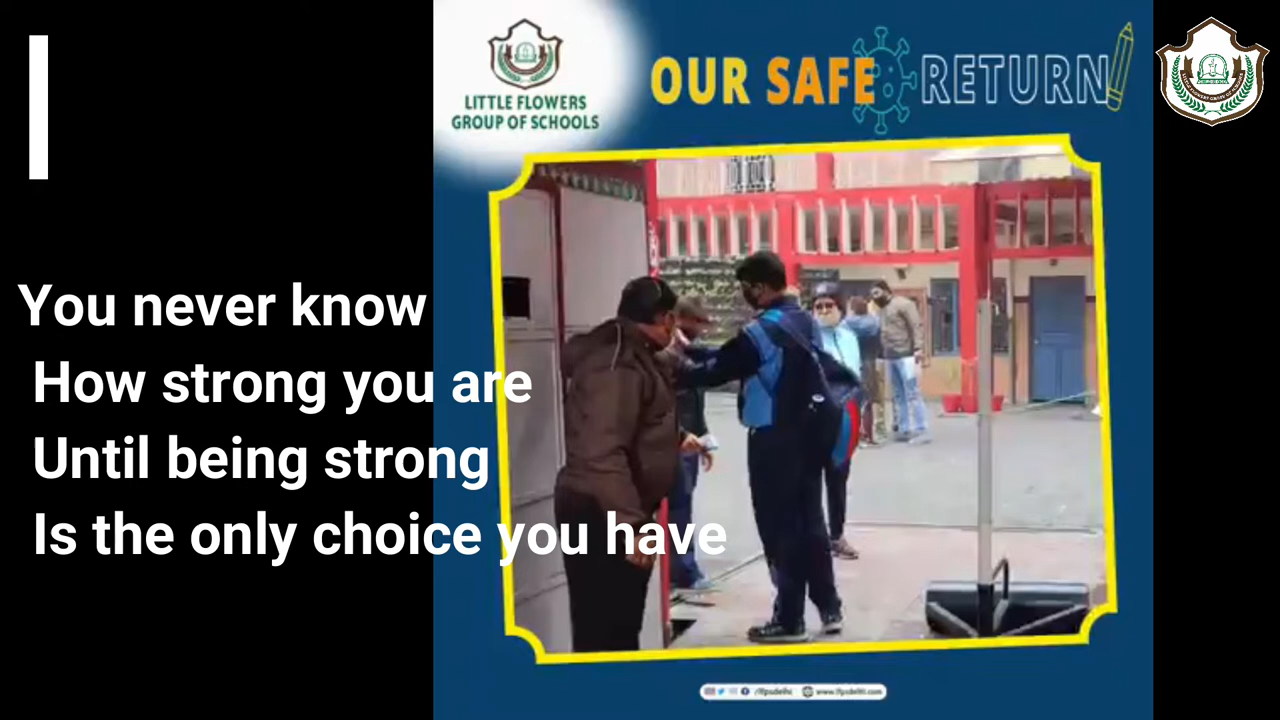 LITTLE FLOWERS
GROUP OF SCHOOLS
OUR SAFE RETURN
You never know
How strong you are
Until being strong
Is the only choice you have